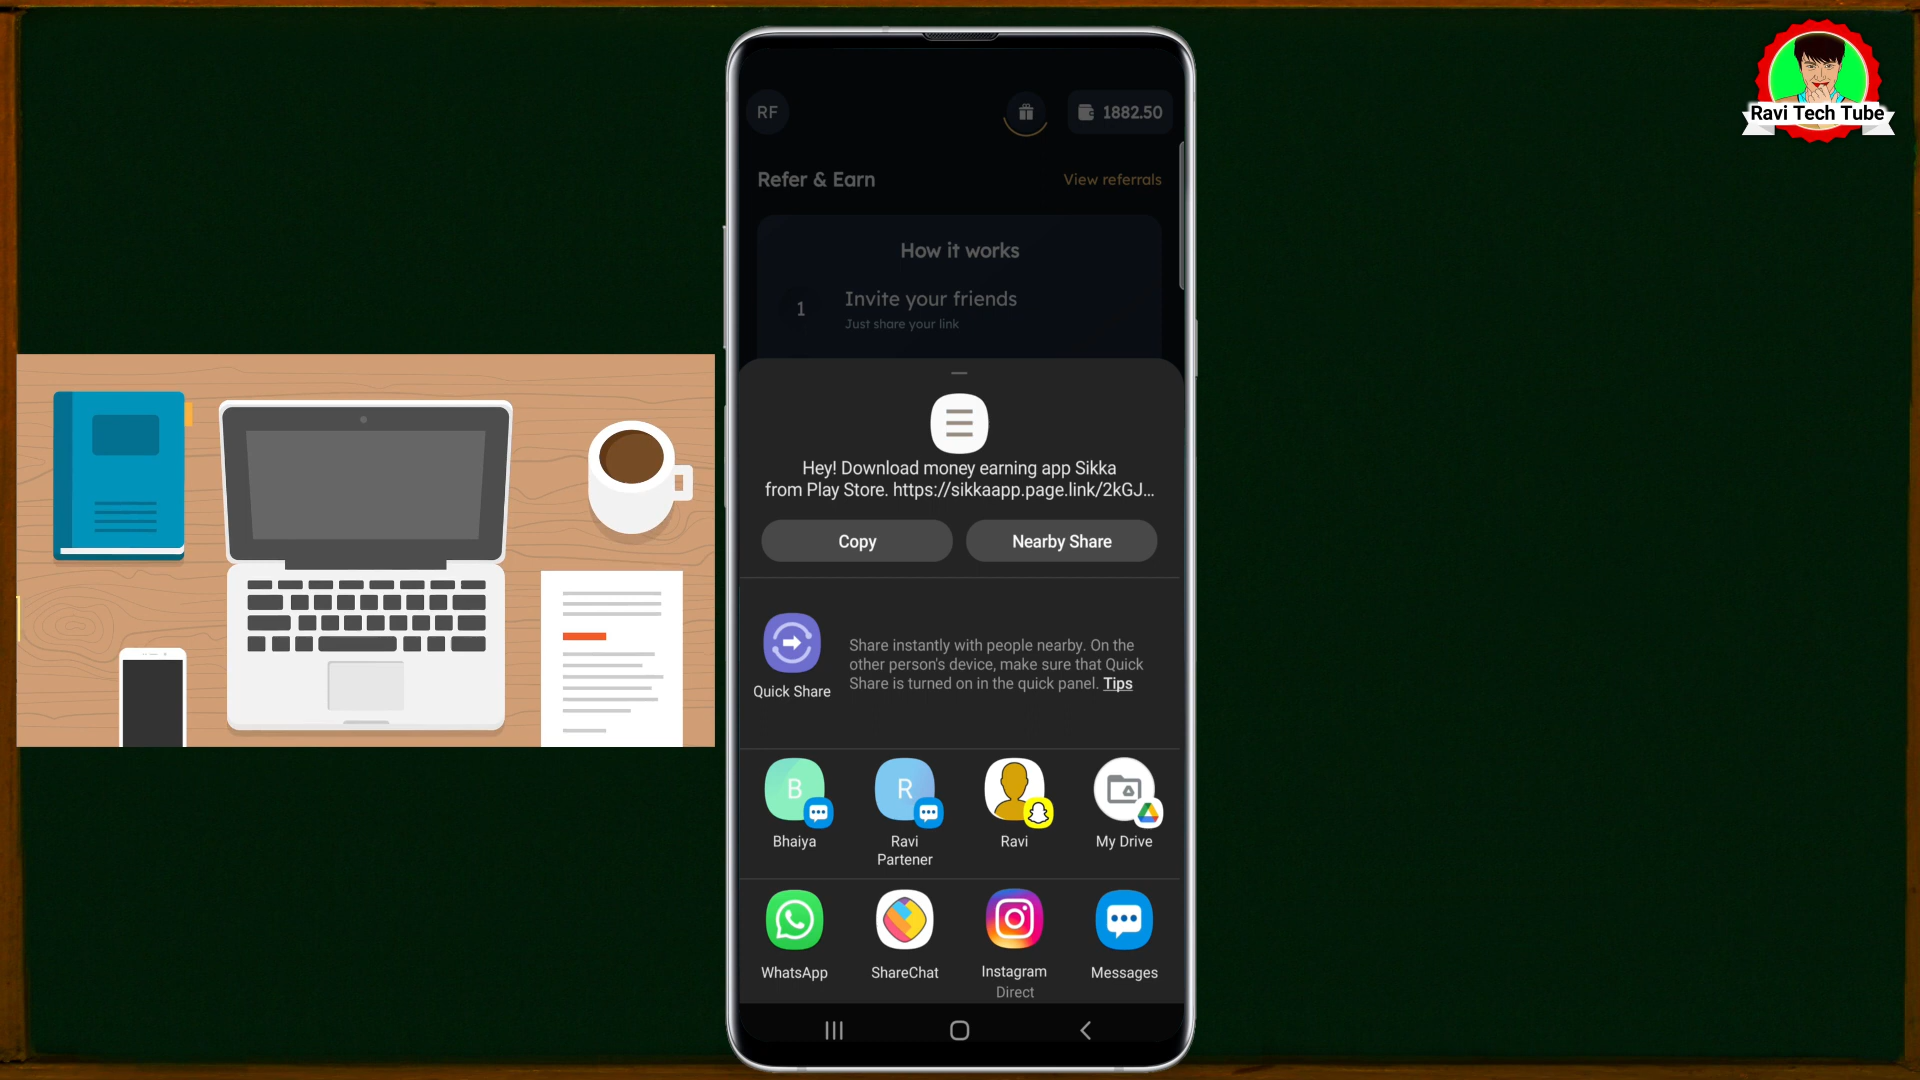 Ravi Tech Tube
RF
1882.50
Refer & Earn
View referrals
How it works
1
Invite your friends
Just share your link
Hey! Download money earning app Sikka
from Play Store. https://sikkaapp.page.link/2kGJ...
Copy
Nearby Share
Quick Share
Share instantly with people nearby. On the
other person's device, make sure that Quick
Share is turned on in the quick panel. Tips
B
R
Bhaiya
Ravi
Partener
Ravi
My Drive
WhatsApp
ShareChat
Instagram
Direct
Messages